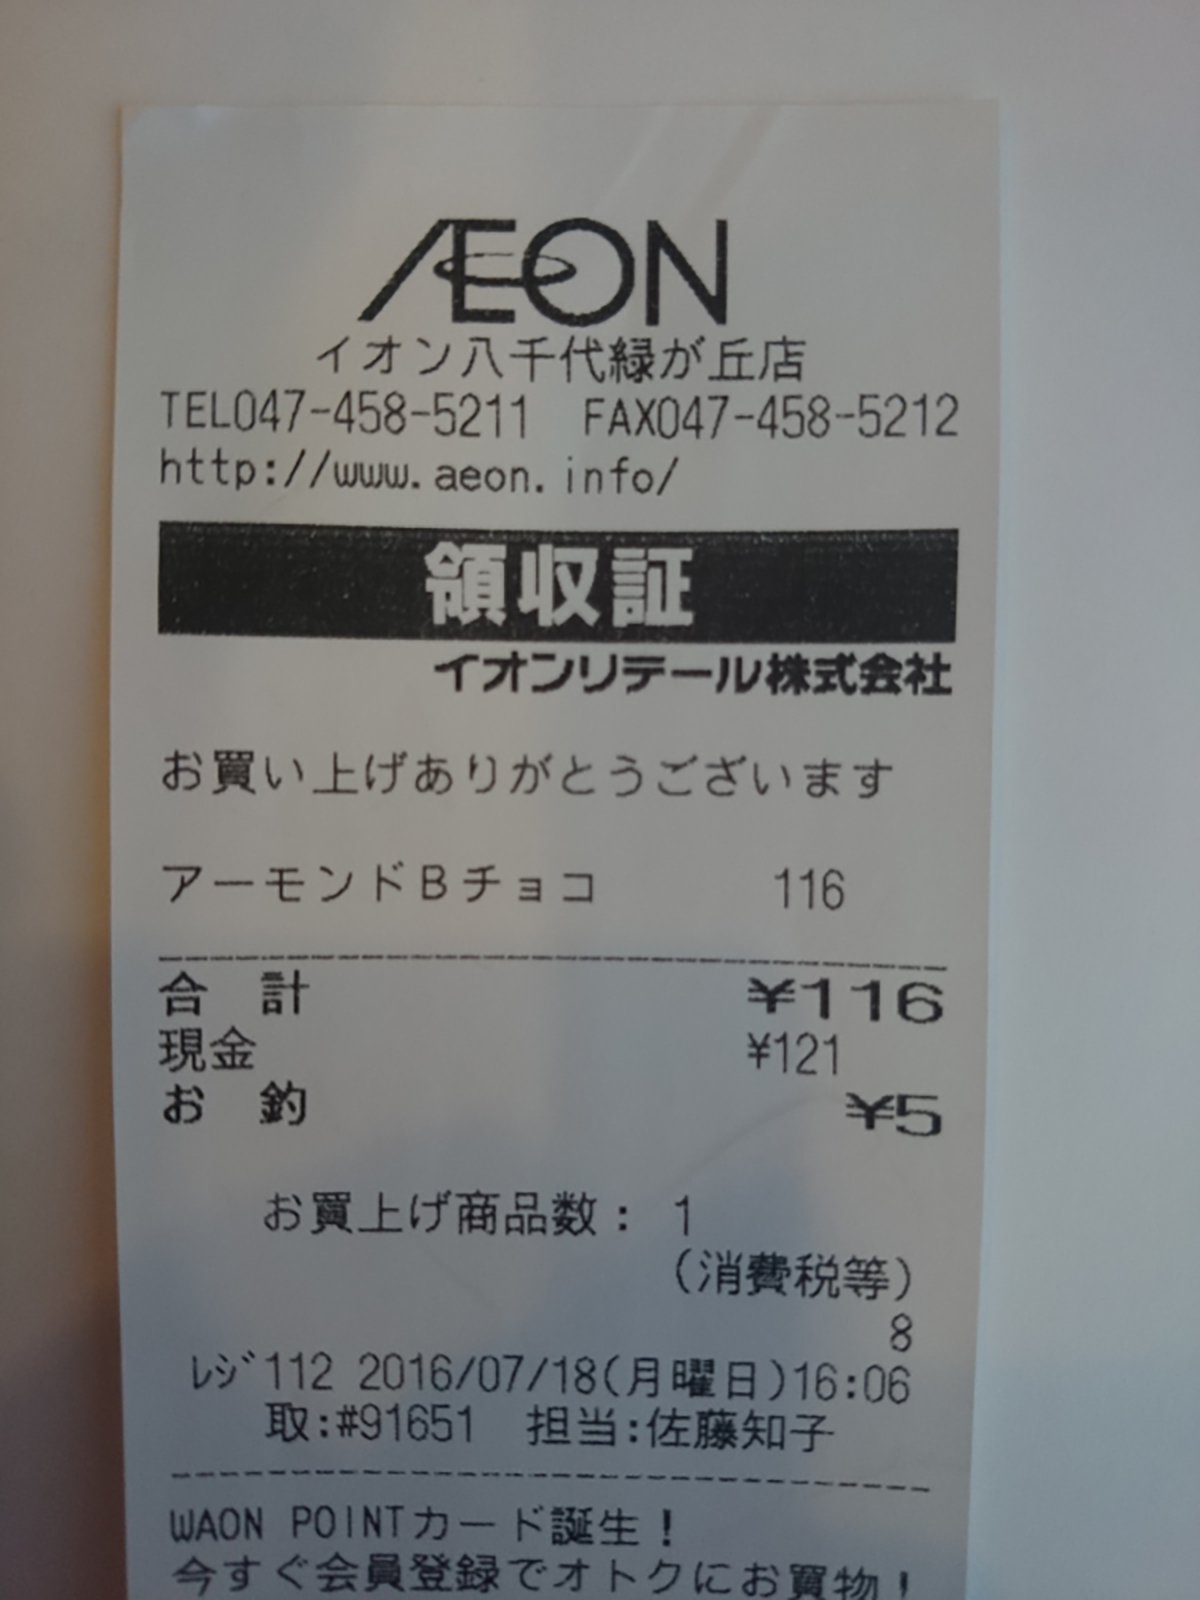 ÆON
イオン八千代緑が丘店
TEL047-458-5211 FAX047-458-5212
http://www.aeon.info/
領収証
イオンリテール株式会社
お買い上げありがとうございます
アーモンドBチョコ 116
合 計 ¥116
現金 ¥121
お 釣 ¥5
お買上げ商品数: 1
(消費税等)
8
レジ112 2016/07/18(月曜日)16:06
取:#91651 担当:佐藤知子
WAON POINTカード誕生!
今すぐ会員登録でオトクにお買物!